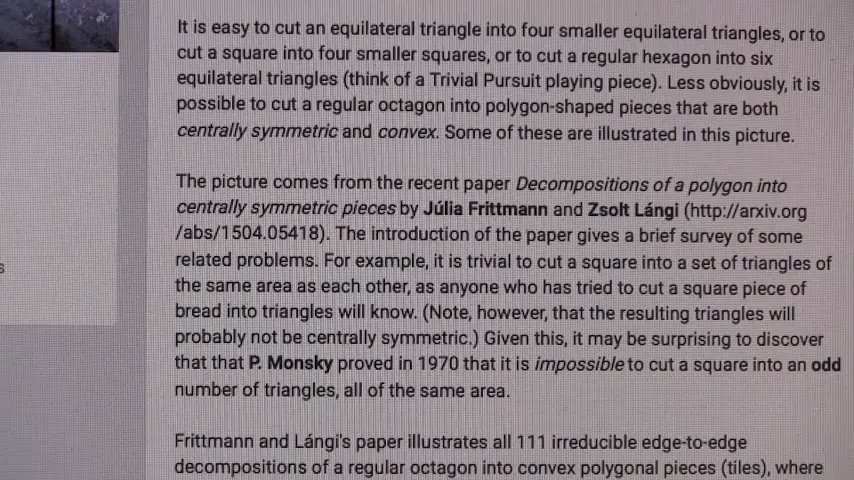 It is easy to cut an equilateral triangle into four smaller equilateral triangles, or to
cut a square into four smaller squares, or to cut a regular hexagon into six
equilateral triangles (think of a Trivial Pursuit playing piece). Less obviously, it is
possible to cut a regular octagon into polygon-shaped pieces that are both
centrally symmetric and convex. Some of these are illustrated in this picture.
The picture comes from the recent paper Decompositions of a polygon into
centrally symmetric pieces by Júlia Frittmann and Zsolt Lángi (http://arxiv.org
/abs/1504.05418). The introduction of the paper gives a brief survey of some
related problems. For example, it is trivial to cut a square into a set of triangles of
the same area as each other, as anyone who has tried to cut a square piece of
bread into triangles will know. (Note, however, that the resulting triangles will
probably not be centrally symmetric.) Given this, it may be surprising to discover
that that P. Monsky proved in 1970 that it is impossible to cut a square into an odd
number of triangles, all of the same area.
Frittmann and Lángi's paper illustrates all 111 irreducible edge-to-edge
decompositions of a regular octagon into convex polygonal pieces (tiles), where